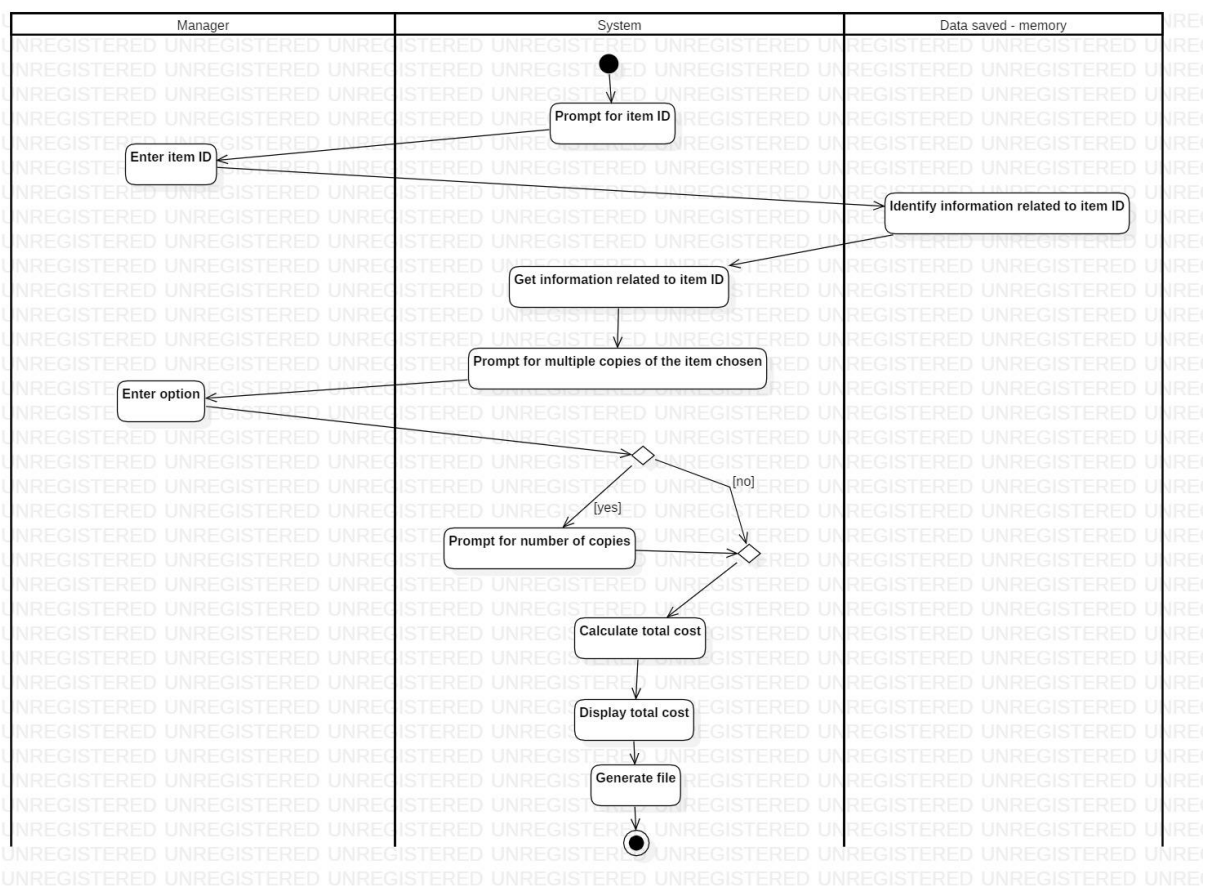 Manager
System
Data saved - memory
Prompt for item ID
Enter item ID
Identify information related to item ID
Get information related to item ID
Prompt for multiple copies of the item chosen
Enter option
[no]
[yes]
Prompt for number of copies
Calculate total cost
Display total cost
Generate file
UNREGISTERED